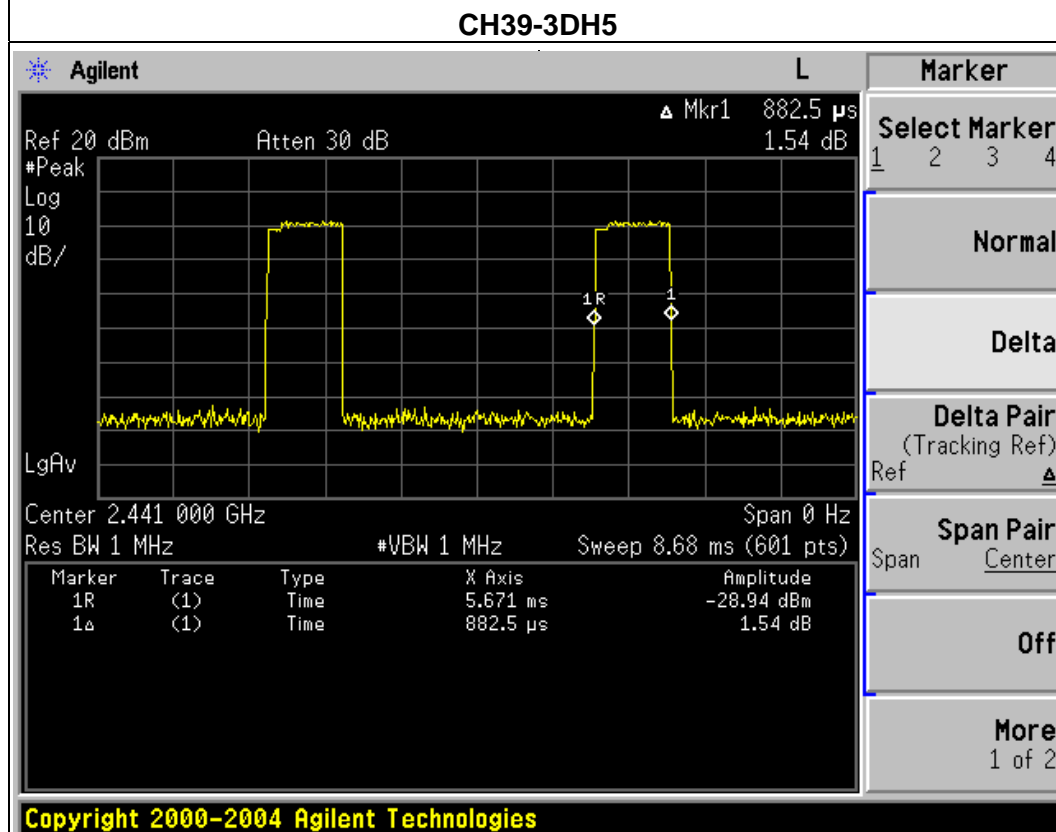 CH39-3DH5
Agilent L Marker
Δ Mkr1 882.5 µs
Ref 20 dBm Atten 30 dB 1.54 dB
#Peak
Log
10
dB/
1R 1
LgAv
Center 2.441 000 GHz Span 0 Hz
Res BW 1 MHz #VBW 1 MHz Sweep 8.68 ms (601 pts)
Marker Trace Type X Axis Amplitude
1R (1) Time 5.671 ms -28.94 dBm
1Δ (1) Time 882.5 µs 1.54 dB
Select Marker
1 2 3 4
Normal
Delta
Delta Pair
(Tracking Ref)
Ref Δ
Span Pair
Span Center
Off
More
1 of 2
Copyright 2000-2004 Agilent Technologies